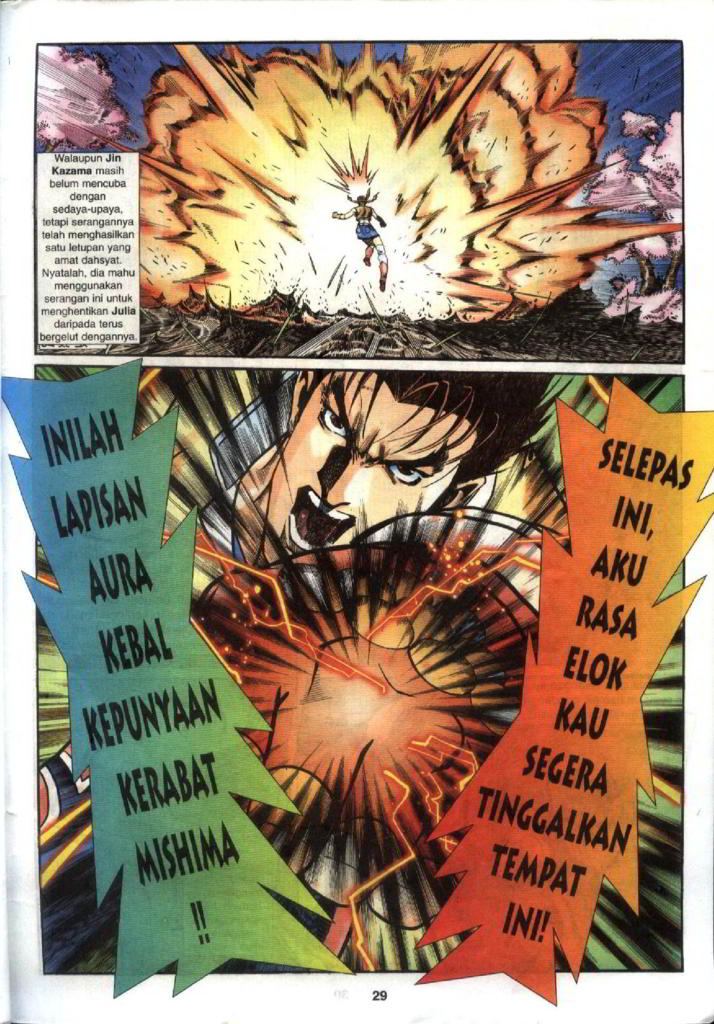 Walaupun Jin
Kazama masih
belum mencuba
dengan
sedaya-upaya,
tetapi serangannya
telah menghasilkan
satu letupan yang
amat dahsyat.
Nyatalah, dia mahu
menggunakan
serangan ini untuk
menghentikan Julia
daripada terus
bergelut dengannya.
INILAH
LAPISAN
AURA
KEBAL
KEPUNYAAN
KERABAT
MISHIMA
!!
SELEPAS
INI,
AKU
RASA
ELOK
KAU
SEGERA
TINGGALKAN
TEMPAT
INI!
29